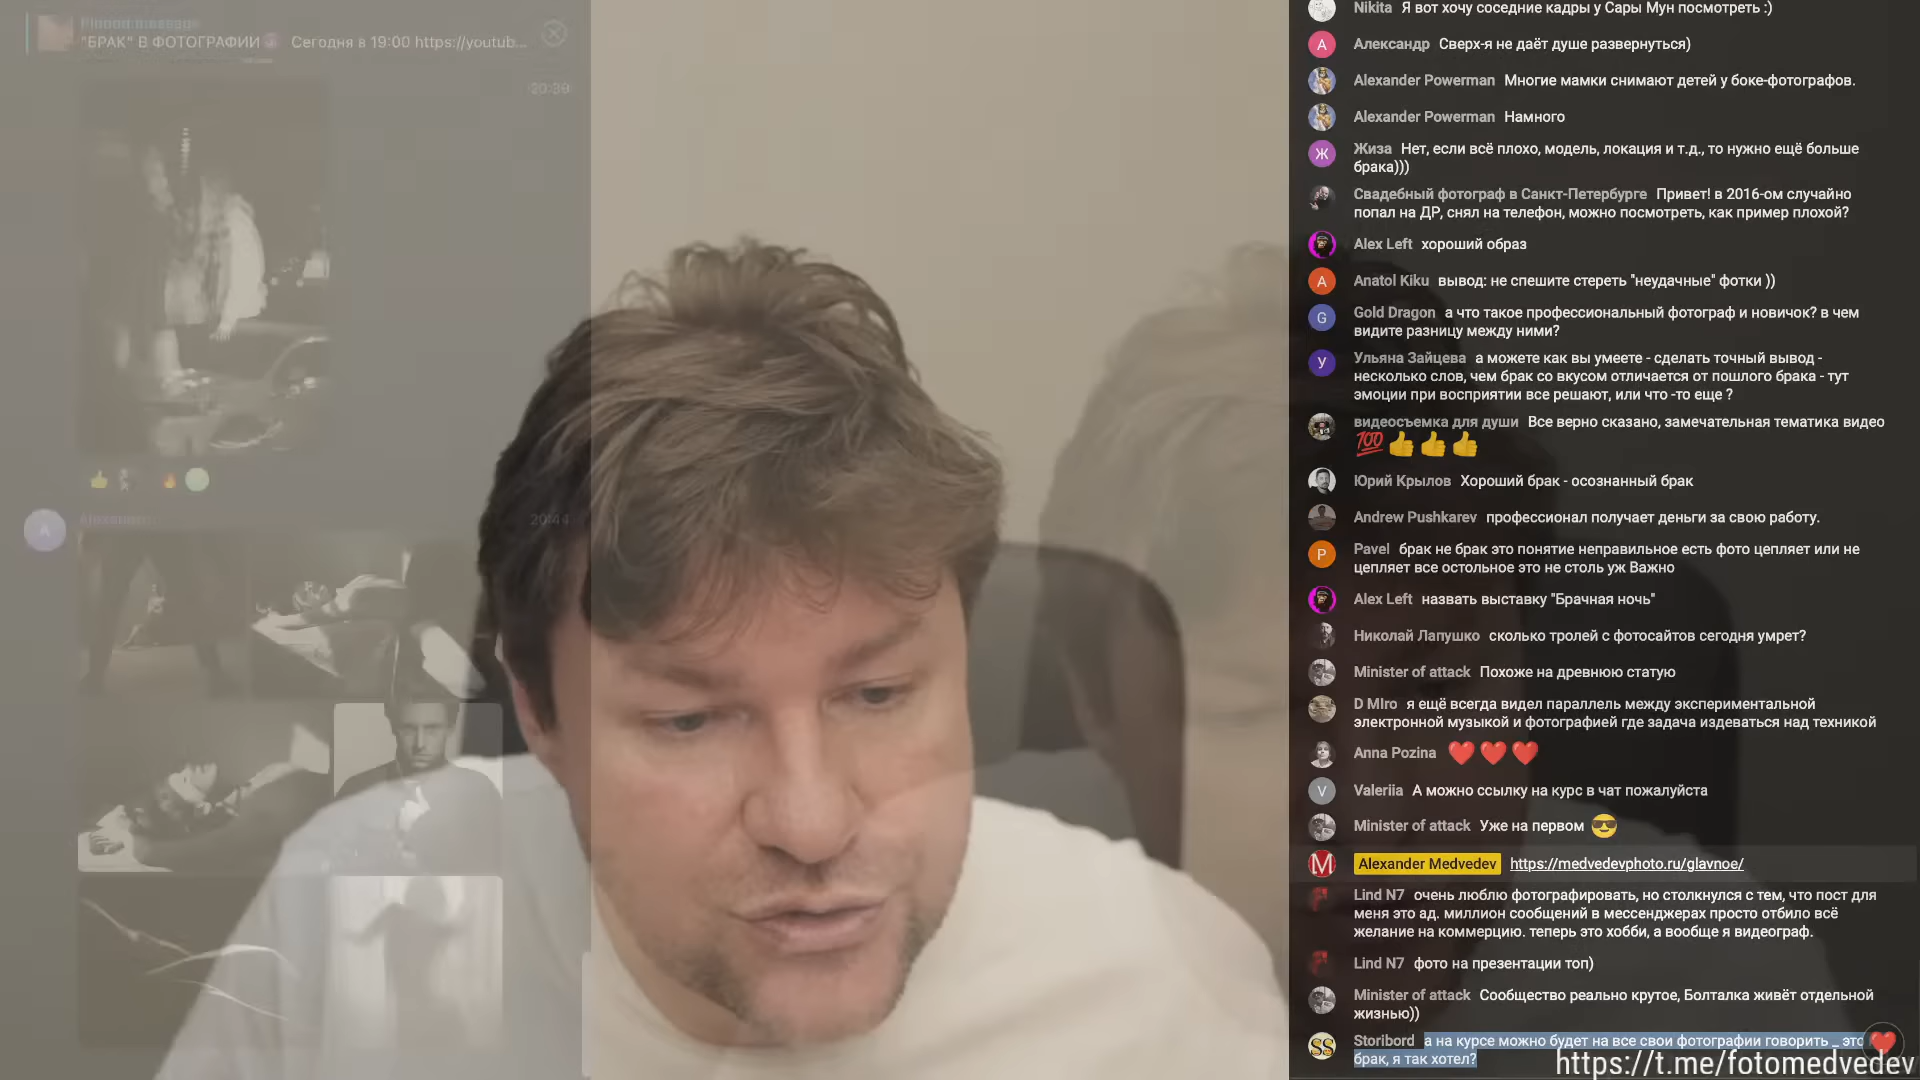 "БРАК" В ФОТОГРАФИИ Сегодня в 19:00 https://youtub...
20:39
A
20:44
Nikita Я вот хочу соседние кадры у Сары Мун посмотреть :)
А Александр Сверх-я не даёт душе развернуться)
Alexander Powerman Многие мамки снимают детей у боке-фотографов.
Alexander Powerman Намного
Ж Жиза Нет, если всё плохо, модель, локация и т.д., то нужно ещё больше
брака)))
Свадебный фотограф в Санкт-Петербурге Привет! в 2016-ом случайно
попал на ДР, снял на телефон, можно посмотреть, как пример плохой?
Alex Left хороший образ
A Anatol Kiku вывод: не спешите стереть "неудачные" фотки ))
G Gold Dragon а что такое профессиональный фотограф и новичок? в чем
видите разницу между ними?
У Ульяна Зайцева а можете как вы умеете - сделать точный вывод -
несколько слов, чем брак со вкусом отличается от пошлого брака - тут
эмоции при восприятии все решают, или что -то еще ?
видеосъемка для души Все верно сказано, замечательная тематика видео
💯👍👍👍
Юрий Крылов Хороший брак - осознанный брак
Andrew Pushkarev профессионал получает деньги за свою работу.
P Pavel брак не брак это понятие неправильное есть фото цепляет или не
цепляет все остольное это не столь уж Важно
Alex Left назвать выставку "Брачная ночь"
Николай Лапушко сколько тролей с фотосайтов сегодня умрет?
Minister of attack Похоже на древнюю статую
D MIro я ещё всегда видел параллель между экспериментальной
электронной музыкой и фотографией где задача издеваться над техникой
Anna Pozina ❤️❤️❤️
V Valeriia А можно ссылку на курс в чат пожалуйста
Minister of attack Уже на первом 😎
M Alexander Medvedev https://medvedevphoto.ru/glavnoe/
Lind N7 очень люблю фотографировать, но столкнулся с тем, что пост для
меня это ад. миллион сообщений в мессенджерах просто отбило всё
желание на коммерцию. теперь это хобби, а вообще я видеограф.
Lind N7 фото на презентации топ)
Minister of attack Сообщество реально крутое, Болталка живёт отдельной
жизнью))
SS Storibord а на курсе можно будет на все свои фотографии говорить _ это
брак, я так хотел?
https://t.me/fotomedvedev